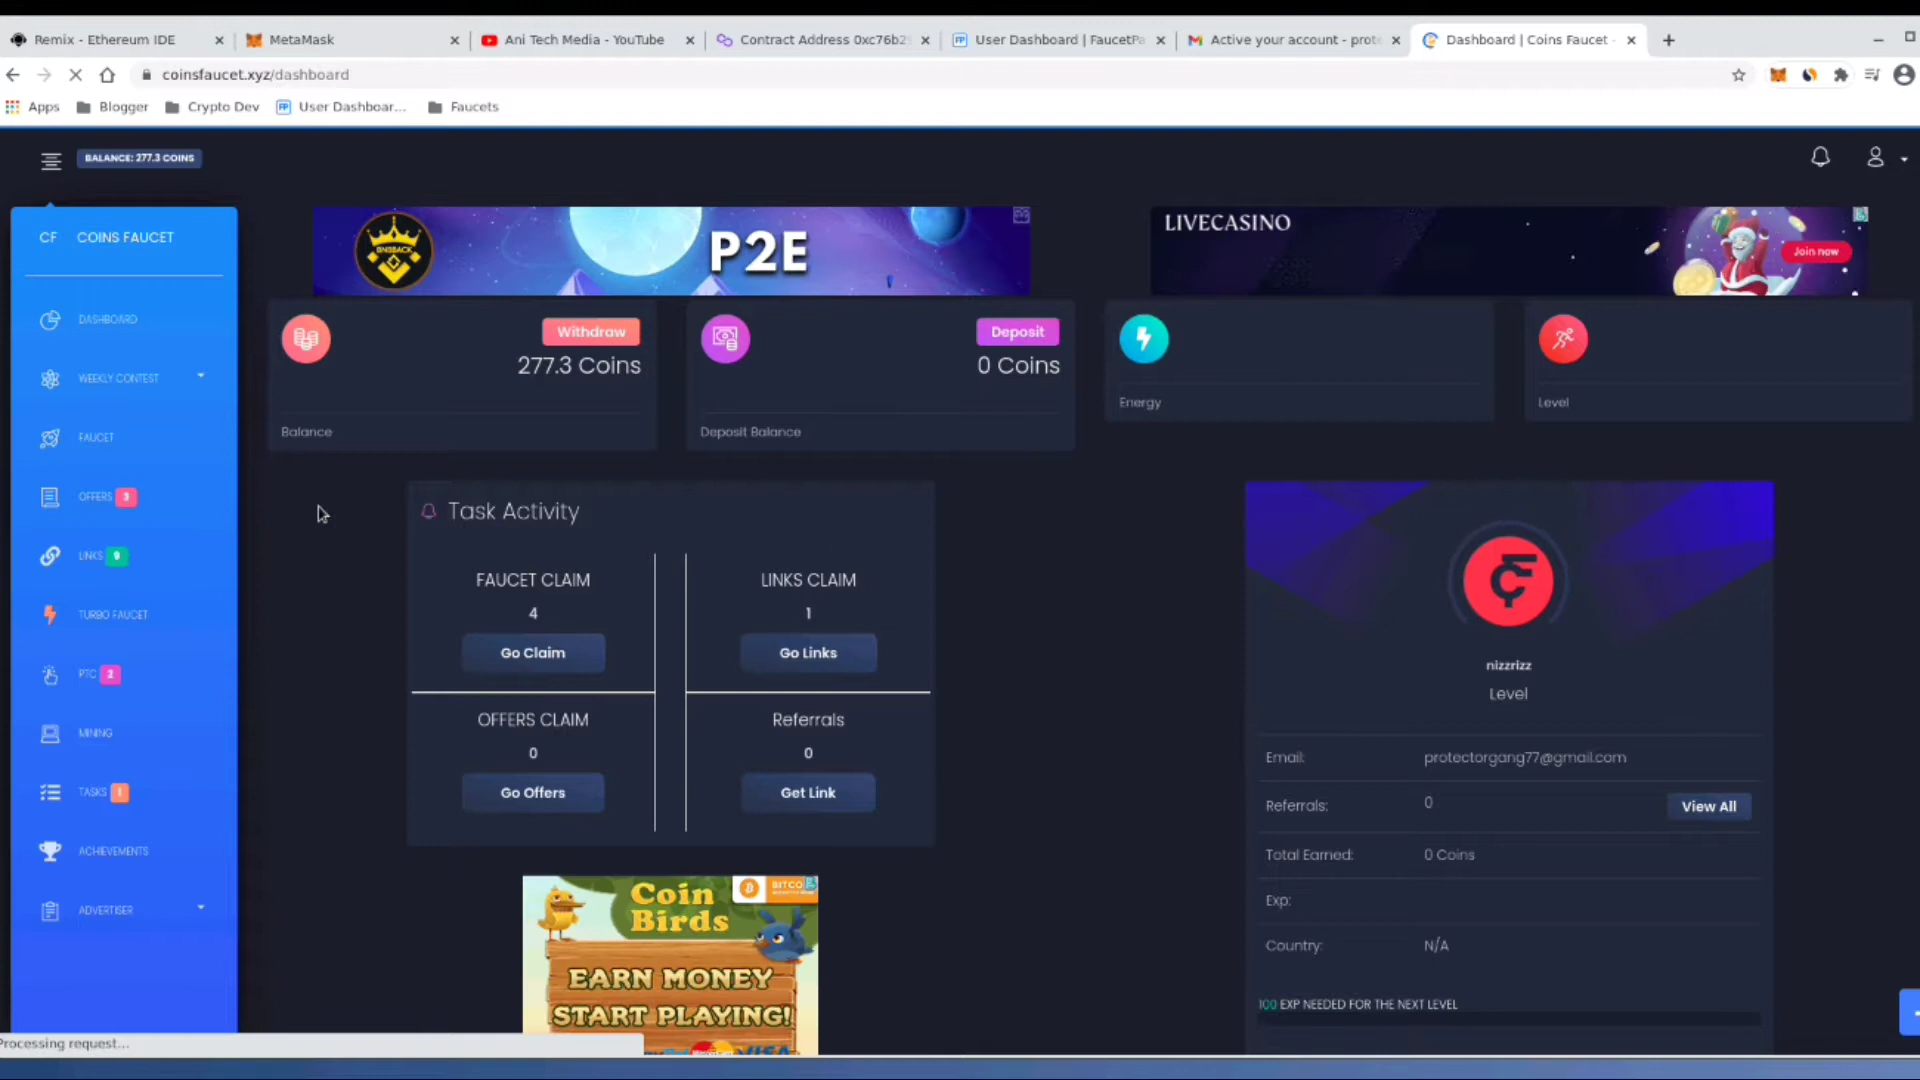 Remix - Ethereum IDE
MetaMask
Ani Tech Media - YouTube
Contract Address 0xc76b2
User Dashboard | FaucetPa
Active your account - prote
Dashboard | Coins Faucet -
coinsfaucet.xyz/dashboard
Apps
Blogger
Crypto Dev
User Dashboar...
Faucets
BALANCE: 277.3 COINS
CF COINS FAUCET
P2E
LIVECASINO
Join now
DASHBOARD
WEEKLY CONTEST
FAUCET
OFFERS 3
LINKS 9
TURBO FAUCET
PTC 2
MINING
TASKS 1
ACHIEVEMENTS
ADVERTISER
Withdraw
277.3 Coins
Balance
Deposit
0 Coins
Deposit Balance
Energy
Level
Task Activity
FAUCET CLAIM
4
Go Claim
LINKS CLAIM
1
Go Links
OFFERS CLAIM
0
Go Offers
Referrals
0
Get Link
Coin
Birds
EARN MONEY
START PLAYING!
nizzrizz
Level
Email: protectorgang77@gmail.com
Referrals: 0 View All
Total Earned: 0 Coins
Exp:
Country: N/A
100 EXP NEEDED FOR THE NEXT LEVEL
Processing request...